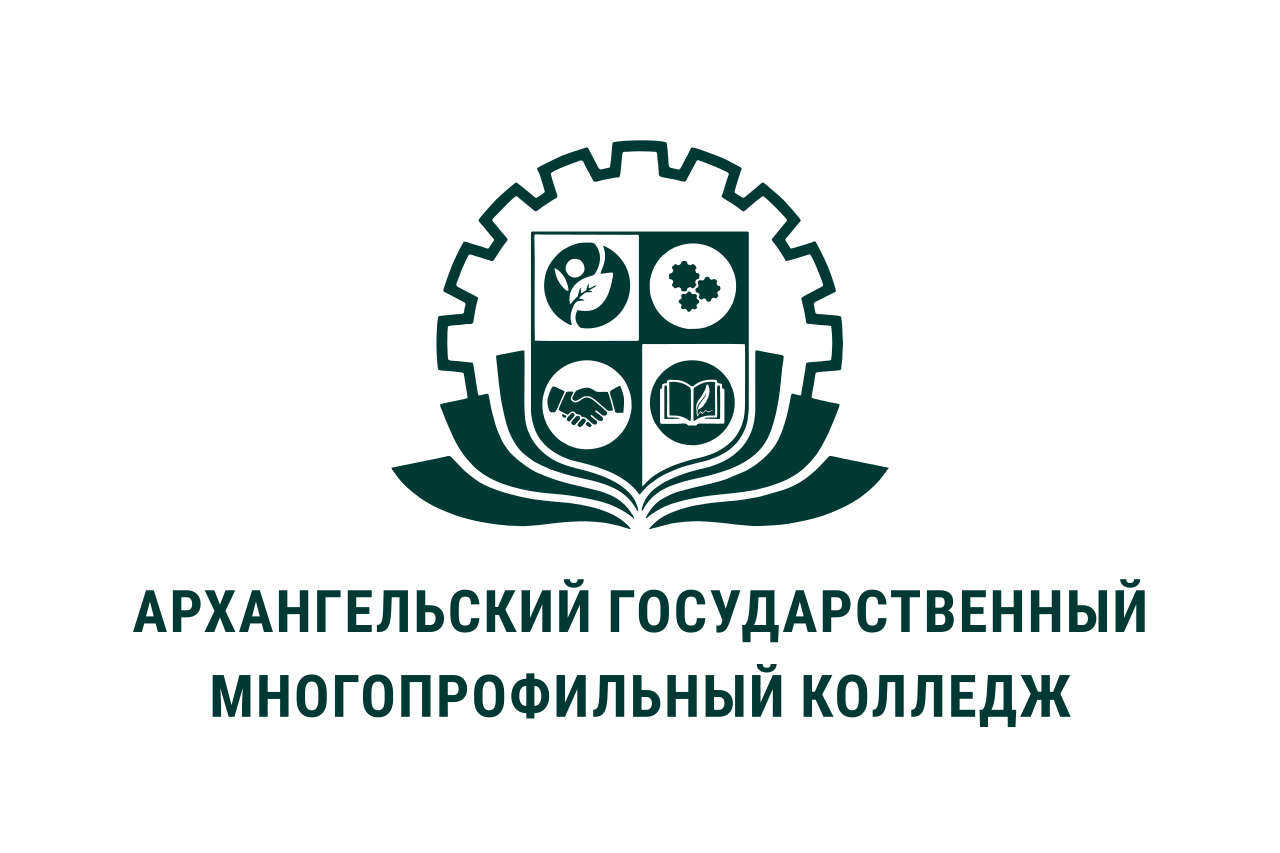 АРХАНГЕЛЬСКИЙ ГОСУДАРСТВЕННЫЙ
МНОГОПРОФИЛЬНЫЙ КОЛЛЕДЖ